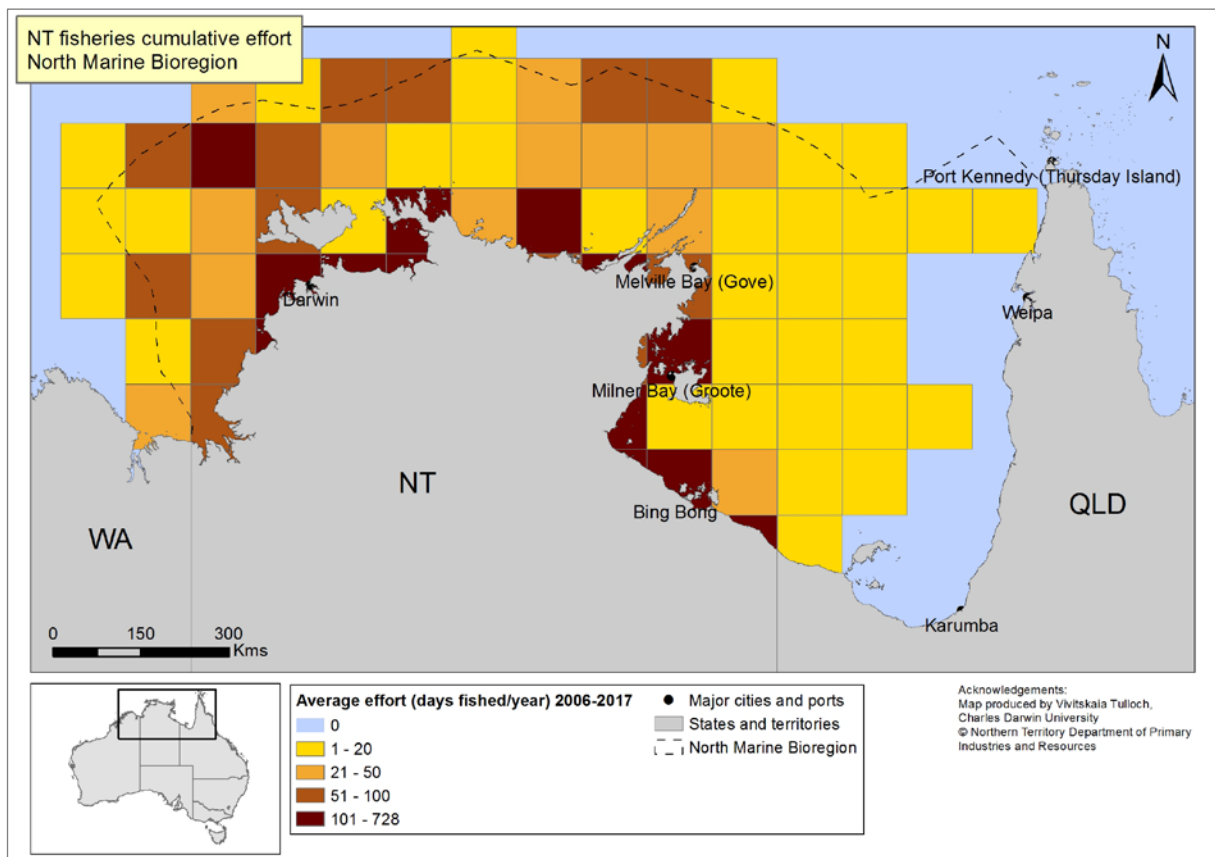 NT fisheries cumulative effort
North Marine Bioregion
N
Port Kennedy (Thursday Island)
Melville Bay (Gove)
Darwin
Weipa
Milner Bay (Groote)
NT
Bing Bong
QLD
WA
Karumba
0 150 300
Kms
Average effort (days fished/year) 2006-2017
0
1 - 20
21 - 50
51 - 100
101 - 728
Major cities and ports
States and territories
North Marine Bioregion
Acknowledgements:
Map produced by Vivitskaia Tulloch,
Charles Darwin University
© Northern Territory Department of Primary
Industries and Resources